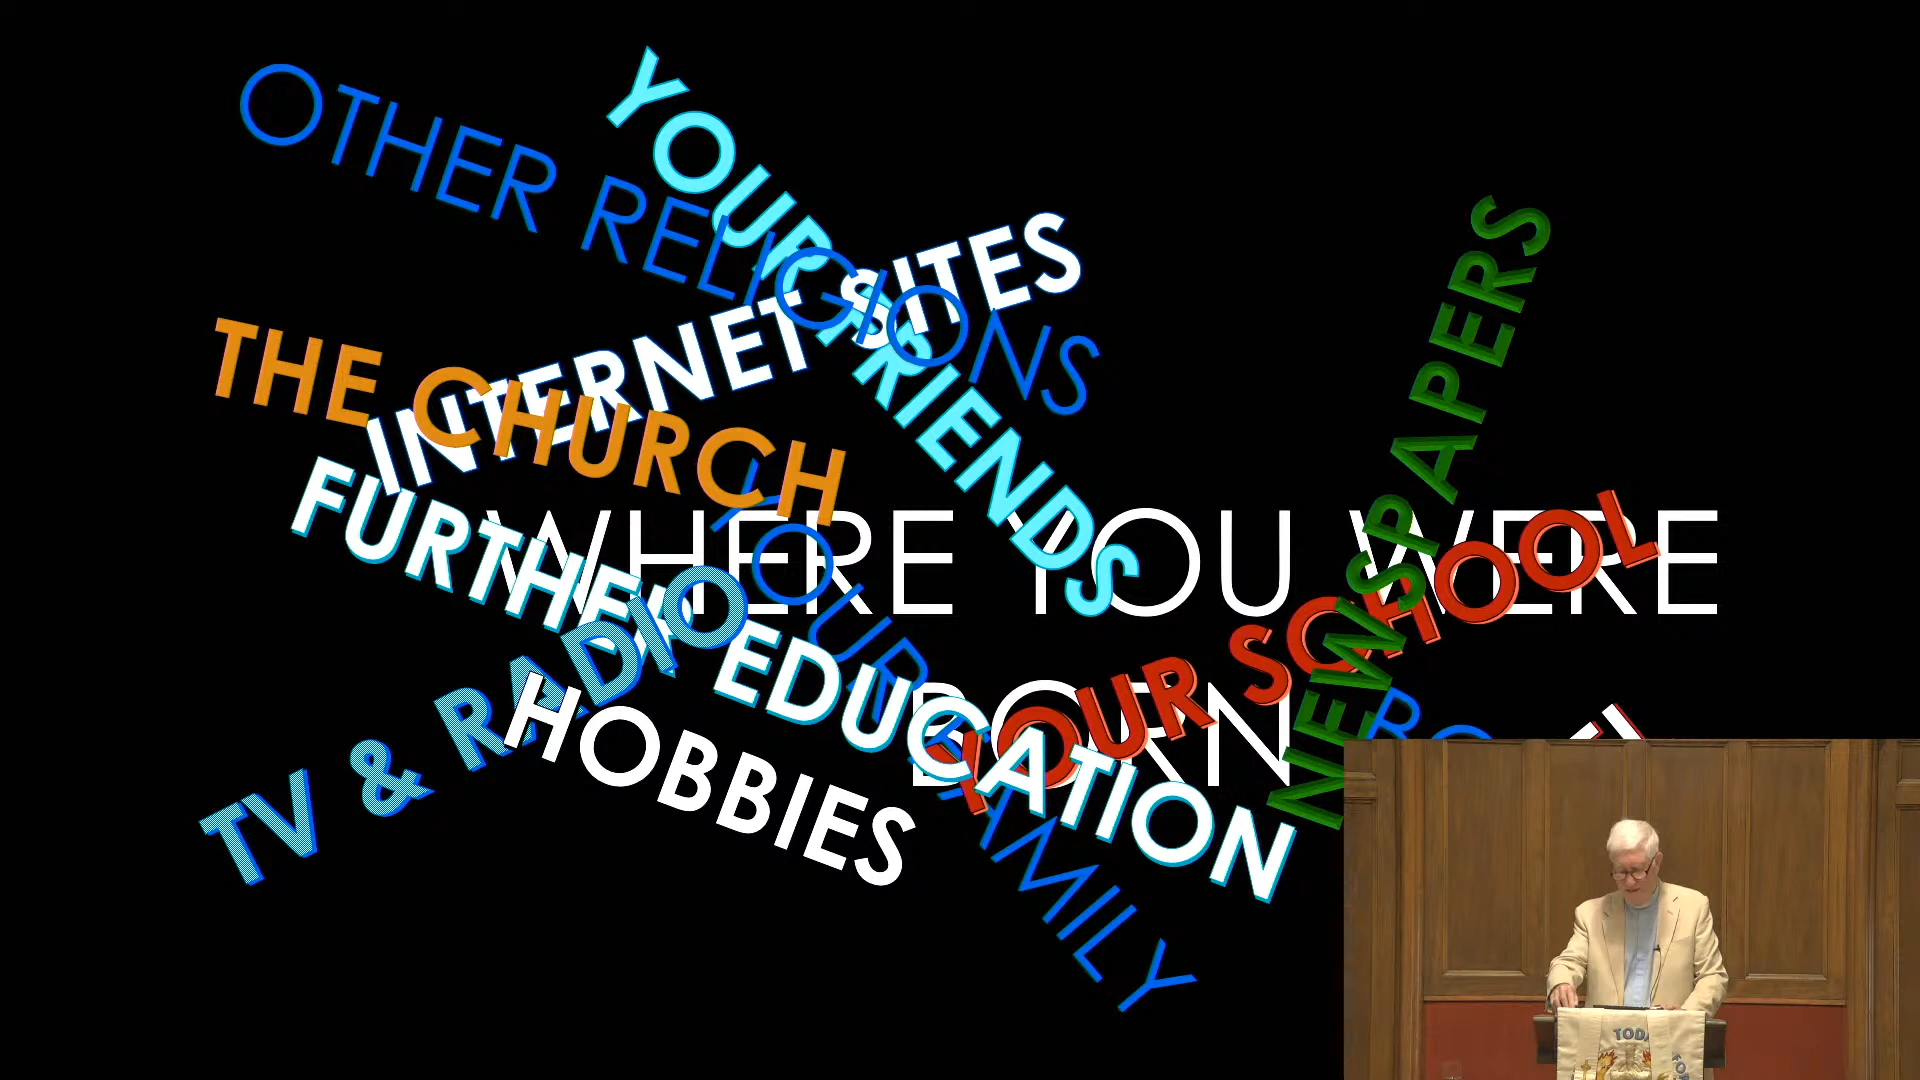 OTHER RELIGIONS
YOUR FRIENDS
INTERNET SITES
THE CHURCH
NEWSPAPERS
FURTHER EDUCATION
WHERE YOU WERE
BORN
YOUR SCHOOL
YOUR FAMILY
TV & RADIO
HOBBIES